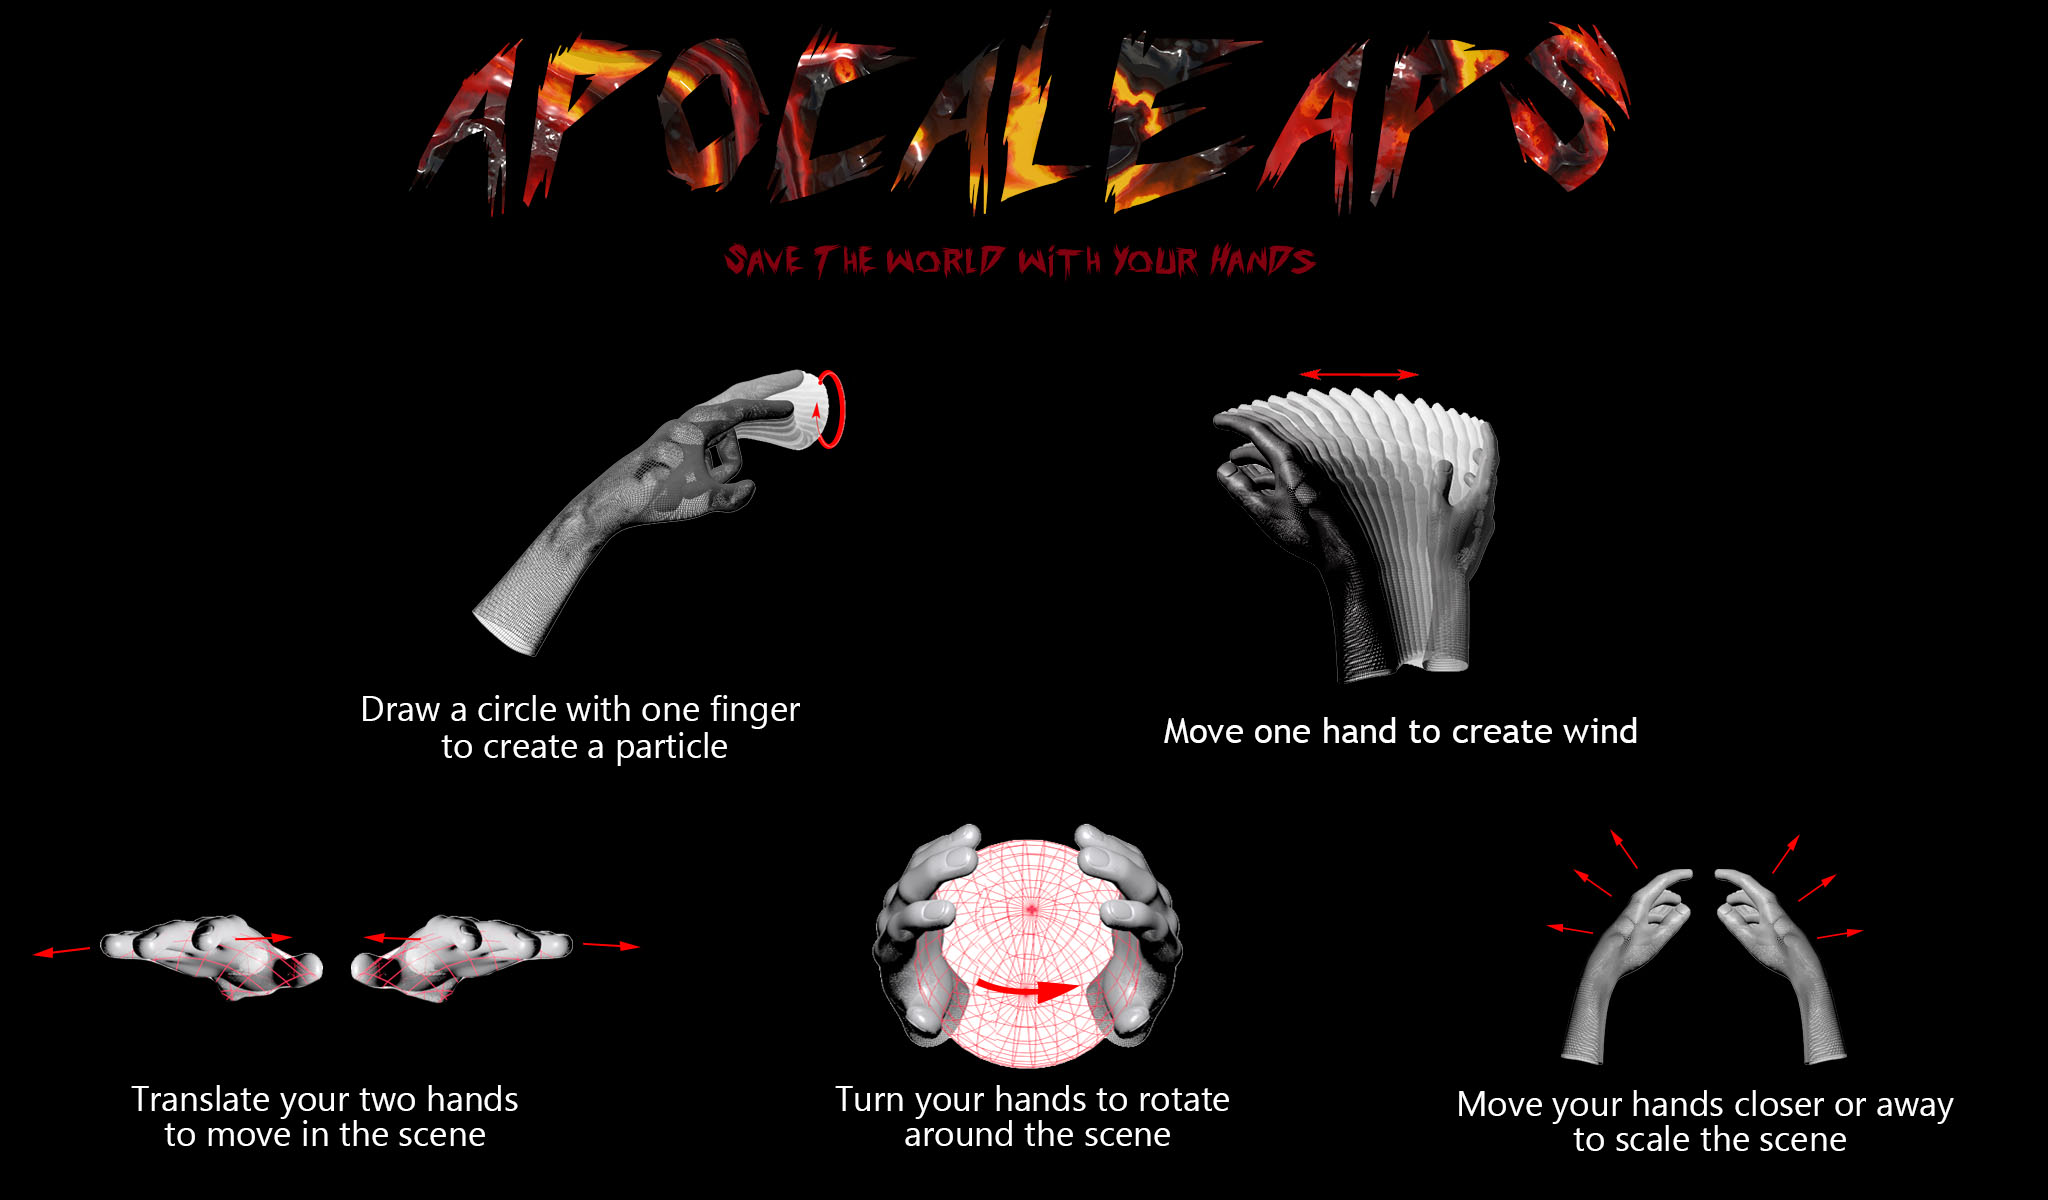 APOCALEAPS
SAVE THE WORLD WITH YOUR HANDS
Draw a circle with one finger
to create a particle
Move one hand to create wind
Translate your two hands
to move in the scene
Turn your hands to rotate
around the scene
Move your hands closer or away
to scale the scene